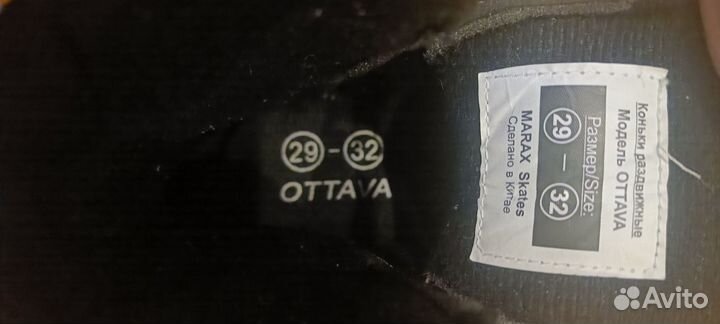 29-32
OTTAVA
Коньки раздвижные
Модель OTTAVA
Размер/Size:
29 - 32
MARAX Skates
Сделано в Китае
Avito